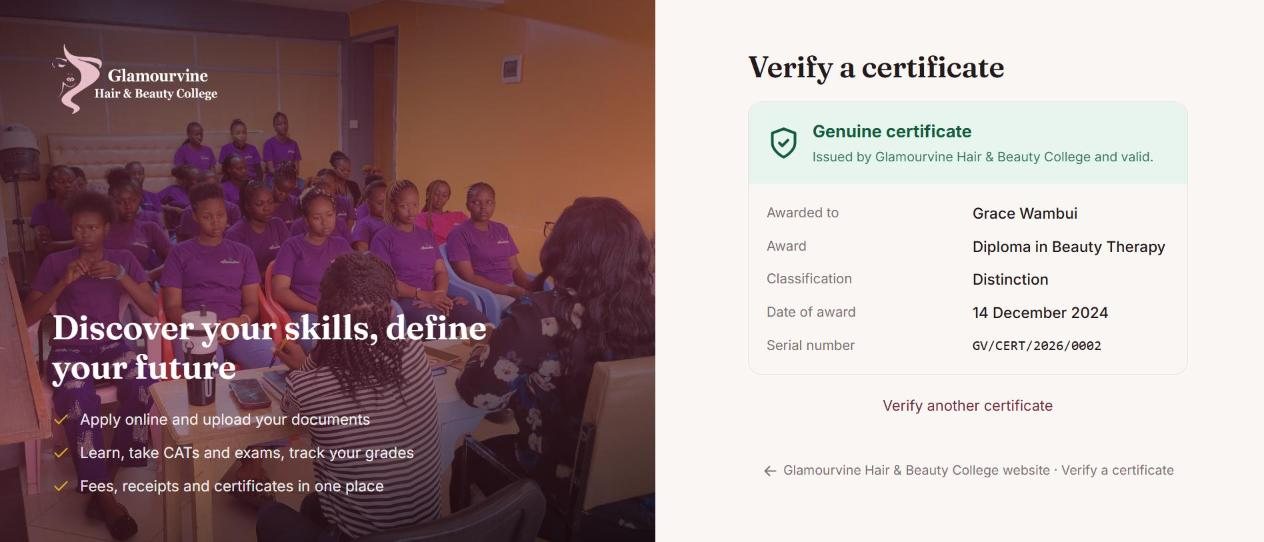 Glamourvine
Hair & Beauty College
Discover your skills, define
your future
Apply online and upload your documents
Learn, take CATs and exams, track your grades
Fees, receipts and certificates in one place
Verify a certificate
Genuine certificate
Issued by Glamourvine Hair & Beauty College and valid.
Awarded to Grace Wambui
Award Diploma in Beauty Therapy
Classification Distinction
Date of award 14 December 2024
Serial number GV/CERT/2026/0002
Verify another certificate
← Glamourvine Hair & Beauty College website · Verify a certificate